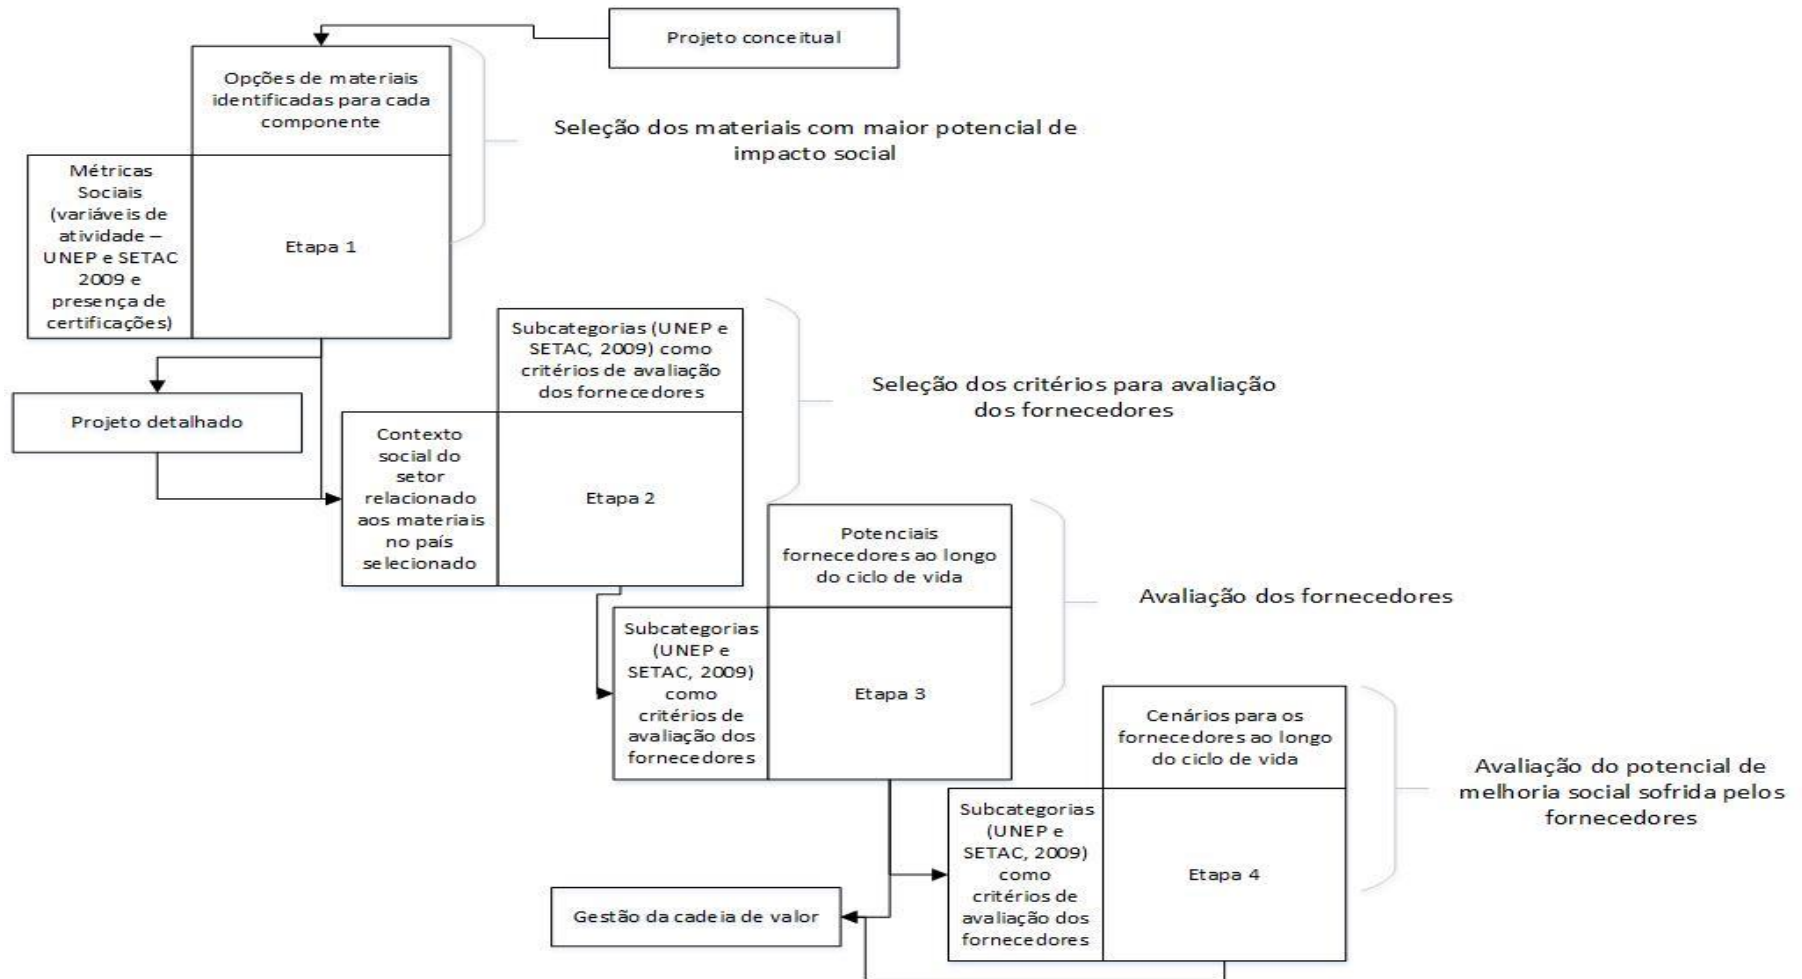 Projeto conceitual
Opções de materiais
identificadas para cada
componente
Seleção dos materiais com maior potencial de
impacto social
Métricas
Sociais
(variáveis de
atividade –
UNEP e SETAC
2009 e
presença de
certificações)
Etapa 1
Subcategorias (UNEP e
SETAC, 2009) como
critérios de avaliação
dos fornecedores
Seleção dos critérios para avaliação
dos fornecedores
Projeto detalhado
Contexto
social do
setor
relacionado
aos materiais
no país
selecionado
Etapa 2
Potenciais
fornecedores ao longo
do ciclo de vida
Avaliação dos fornecedores
Subcategorias
(UNEP e
SETAC, 2009)
como
critérios de
avaliação dos
fornecedores
Etapa 3
Cenários para os
fornecedores ao longo
do ciclo de vida
Avaliação do potencial de
melhoria social sofrida pelos
fornecedores
Subcategorias
(UNEP e
SETAC, 2009)
como
critérios de
avaliação dos
fornecedores
Etapa 4
Gestão da cadeia de valor